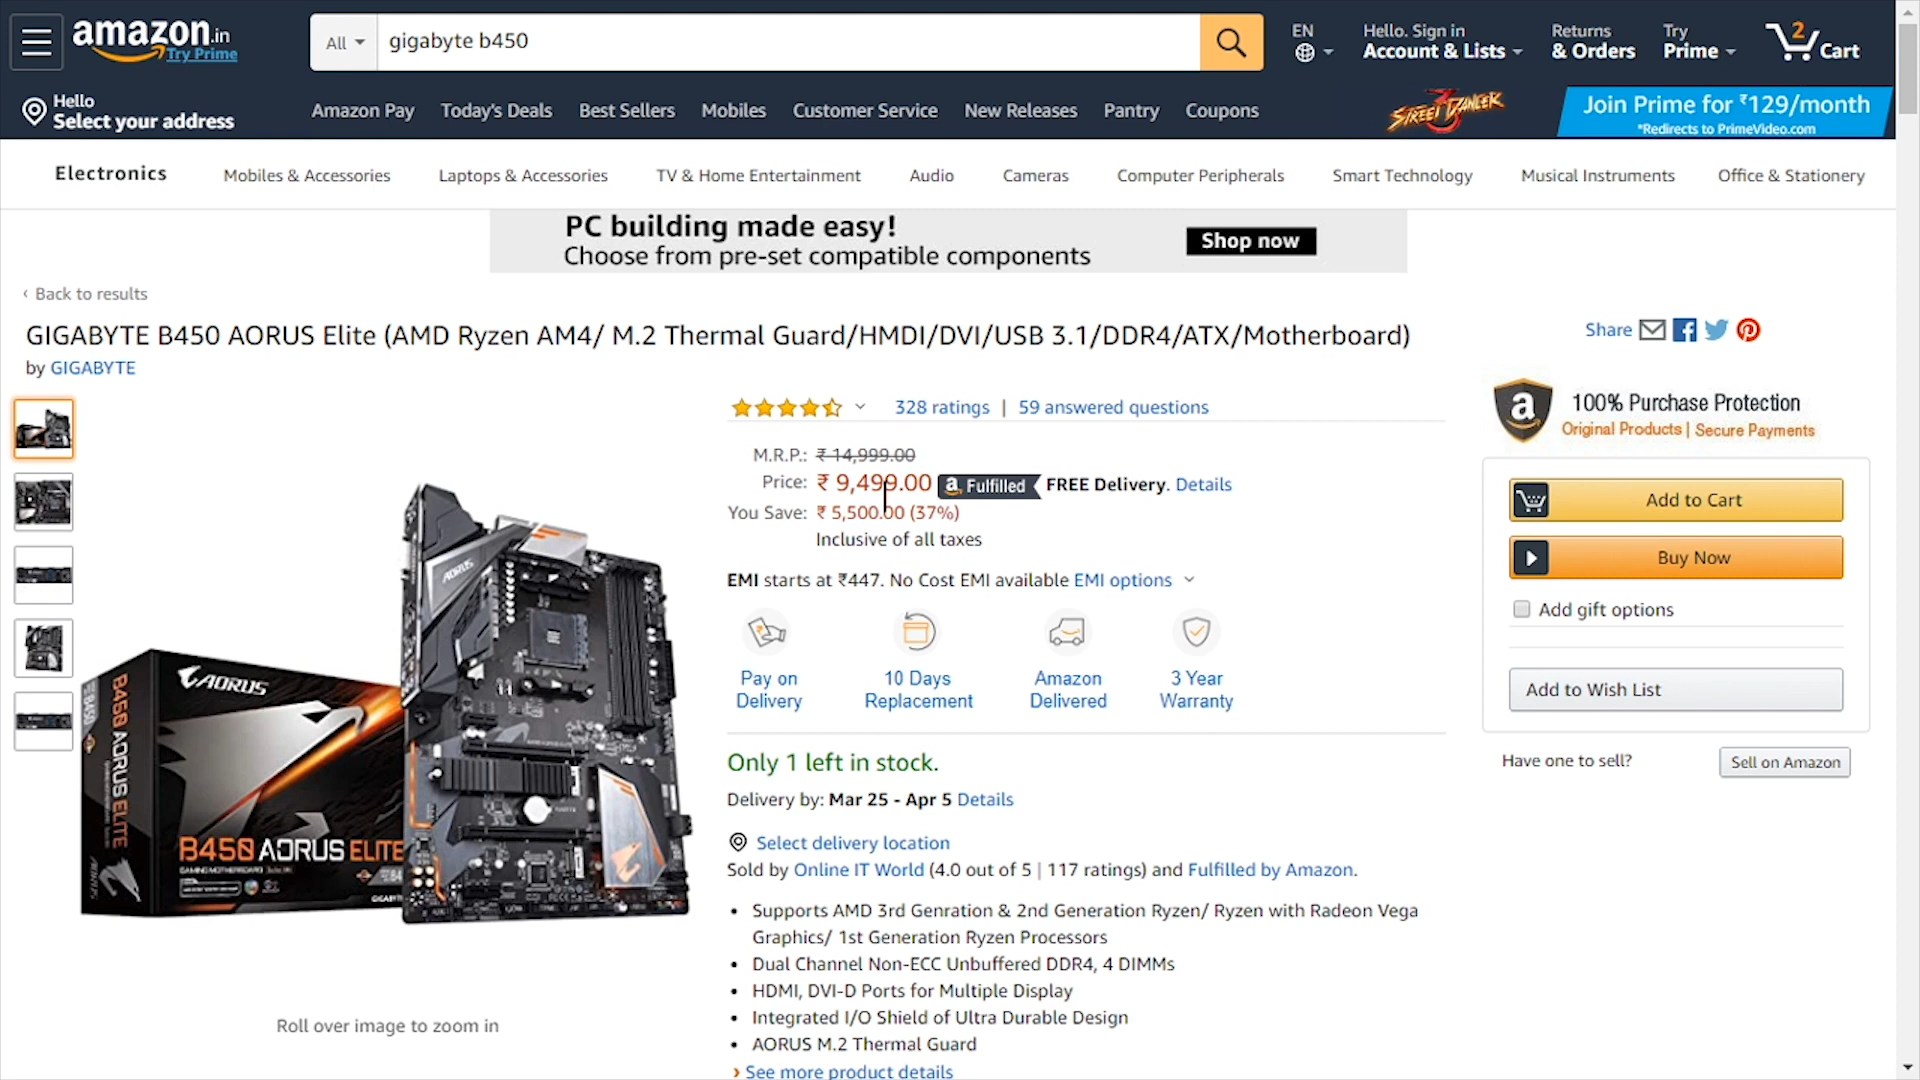 amazon.in
Try Prime
All
gigabyte b450
EN
Hello. Sign in
Account & Lists
Returns
& Orders
Try
Prime
2
Cart
Hello
Select your address
Amazon Pay
Today's Deals
Best Sellers
Mobiles
Customer Service
New Releases
Pantry
Coupons
STREET DANCER 3
Join Prime for ₹129/month
*Redirects to PrimeVideo.com
Electronics
Mobiles & Accessories
Laptops & Accessories
TV & Home Entertainment
Audio
Cameras
Computer Peripherals
Smart Technology
Musical Instruments
Office & Stationery
PC building made easy!
Choose from pre-set compatible components
Shop now
‹ Back to results
GIGABYTE B450 AORUS Elite (AMD Ryzen AM4/ M.2 Thermal Guard/HMDI/DVI/USB 3.1/DDR4/ATX/Motherboard)
by GIGABYTE
Share
328 ratings | 59 answered questions
M.R.P.: ₹ 14,999.00
Price: ₹ 9,499.00 a Fulfilled FREE Delivery. Details
You Save: ₹ 5,500.00 (37%)
Inclusive of all taxes
EMI starts at ₹447. No Cost EMI available EMI options
Pay on
Delivery
10 Days
Replacement
Amazon
Delivered
3 Year
Warranty
Only 1 left in stock.
Delivery by: Mar 25 - Apr 5 Details
Select delivery location
Sold by Online IT World (4.0 out of 5 | 117 ratings) and Fulfilled by Amazon.
• Supports AMD 3rd Genration & 2nd Generation Ryzen/ Ryzen with Radeon Vega
Graphics/ 1st Generation Ryzen Processors
• Dual Channel Non-ECC Unbuffered DDR4, 4 DIMMs
• HDMI, DVI-D Ports for Multiple Display
• Integrated I/O Shield of Ultra Durable Design
• AORUS M.2 Thermal Guard
› See more product details
AORUS
B450 AORUS ELITE
AORUS
B450 AORUS ELITE
Roll over image to zoom in
a
100% Purchase Protection
Original Products | Secure Payments
Add to Cart
Buy Now
Add gift options
Add to Wish List
Have one to sell?
Sell on Amazon